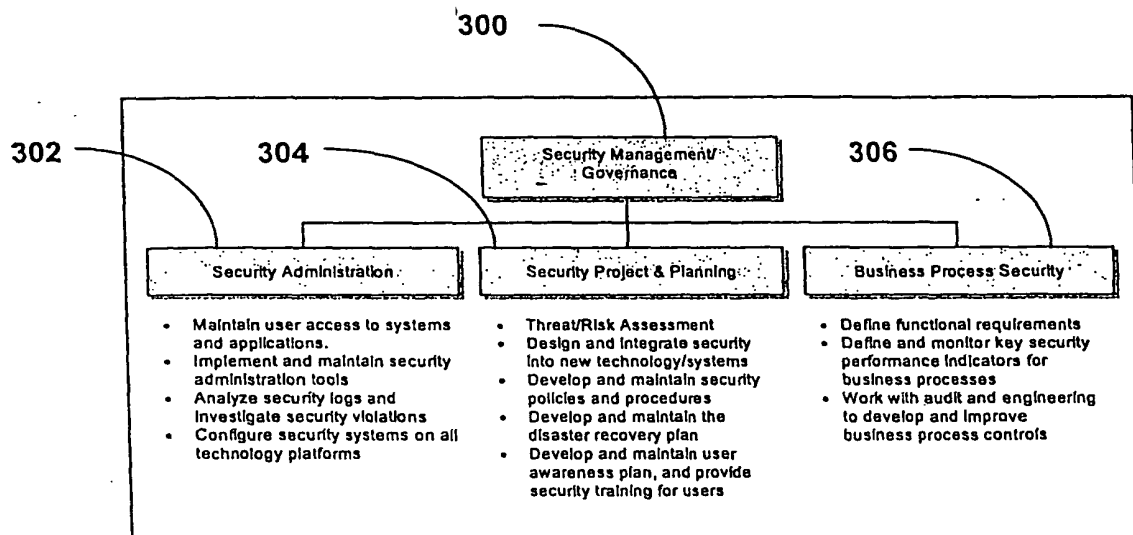 300
302
304
306
Security Management/
Governance
Security Administration
Security Project & Planning
Business Process Security
• Maintain user access to systems
and applications.
• Implement and maintain security
administration tools
• Analyze security logs and
investigate security violations
• Configure security systems on all
technology platforms
• Threat/Risk Assessment
• Design and integrate security
into new technology/systems
• Develop and maintain security
policies and procedures
• Develop and maintain the
disaster recovery plan
• Develop and maintain user
awareness plan, and provide
security training for users
• Define functional requirements
• Define and monitor key security
performance indicators for
business processes
• Work with audit and engineering
to develop and improve
business process controls